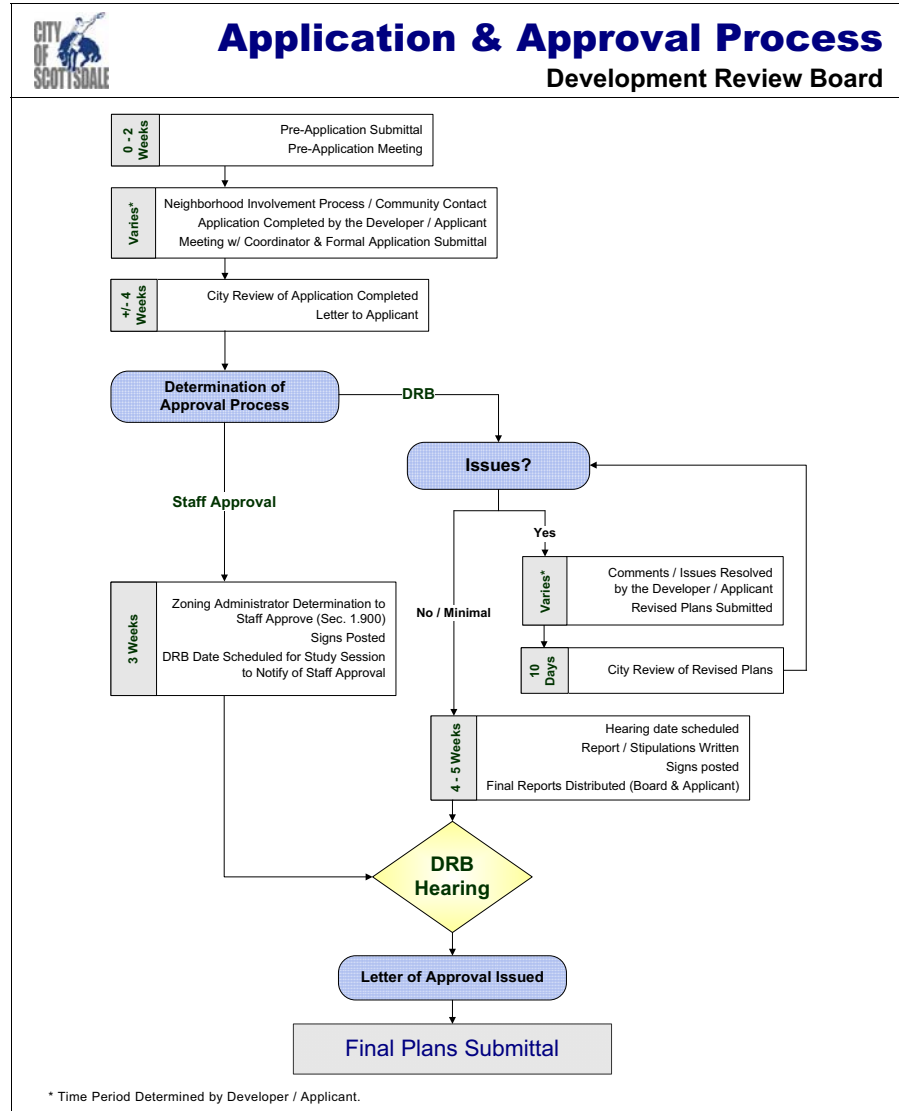 CITY
OF
SCOTTSDALE
Application & Approval Process
Development Review Board
0 - 2
Weeks
Pre-Application Submittal
Pre-Application Meeting
Varies*
Neighborhood Involvement Process / Community Contact
Application Completed by the Developer / Applicant
Meeting w/ Coordinator & Formal Application Submittal
+/- 4
Weeks
City Review of Application Completed
Letter to Applicant
Determination of
Approval Process
DRB
Issues?
Staff Approval
Yes
Varies*
Comments / Issues Resolved
by the Developer / Applicant
Revised Plans Submitted
No / Minimal
3 Weeks
Zoning Administrator Determination to
Staff Approve (Sec. 1.900)
Signs Posted
DRB Date Scheduled for Study Session
to Notify of Staff Approval
10
Days
City Review of Revised Plans
4 - 5 Weeks
Hearing date scheduled
Report / Stipulations Written
Signs posted
Final Reports Distributed (Board & Applicant)
DRB
Hearing
Letter of Approval Issued
Final Plans Submittal
* Time Period Determined by Developer / Applicant.